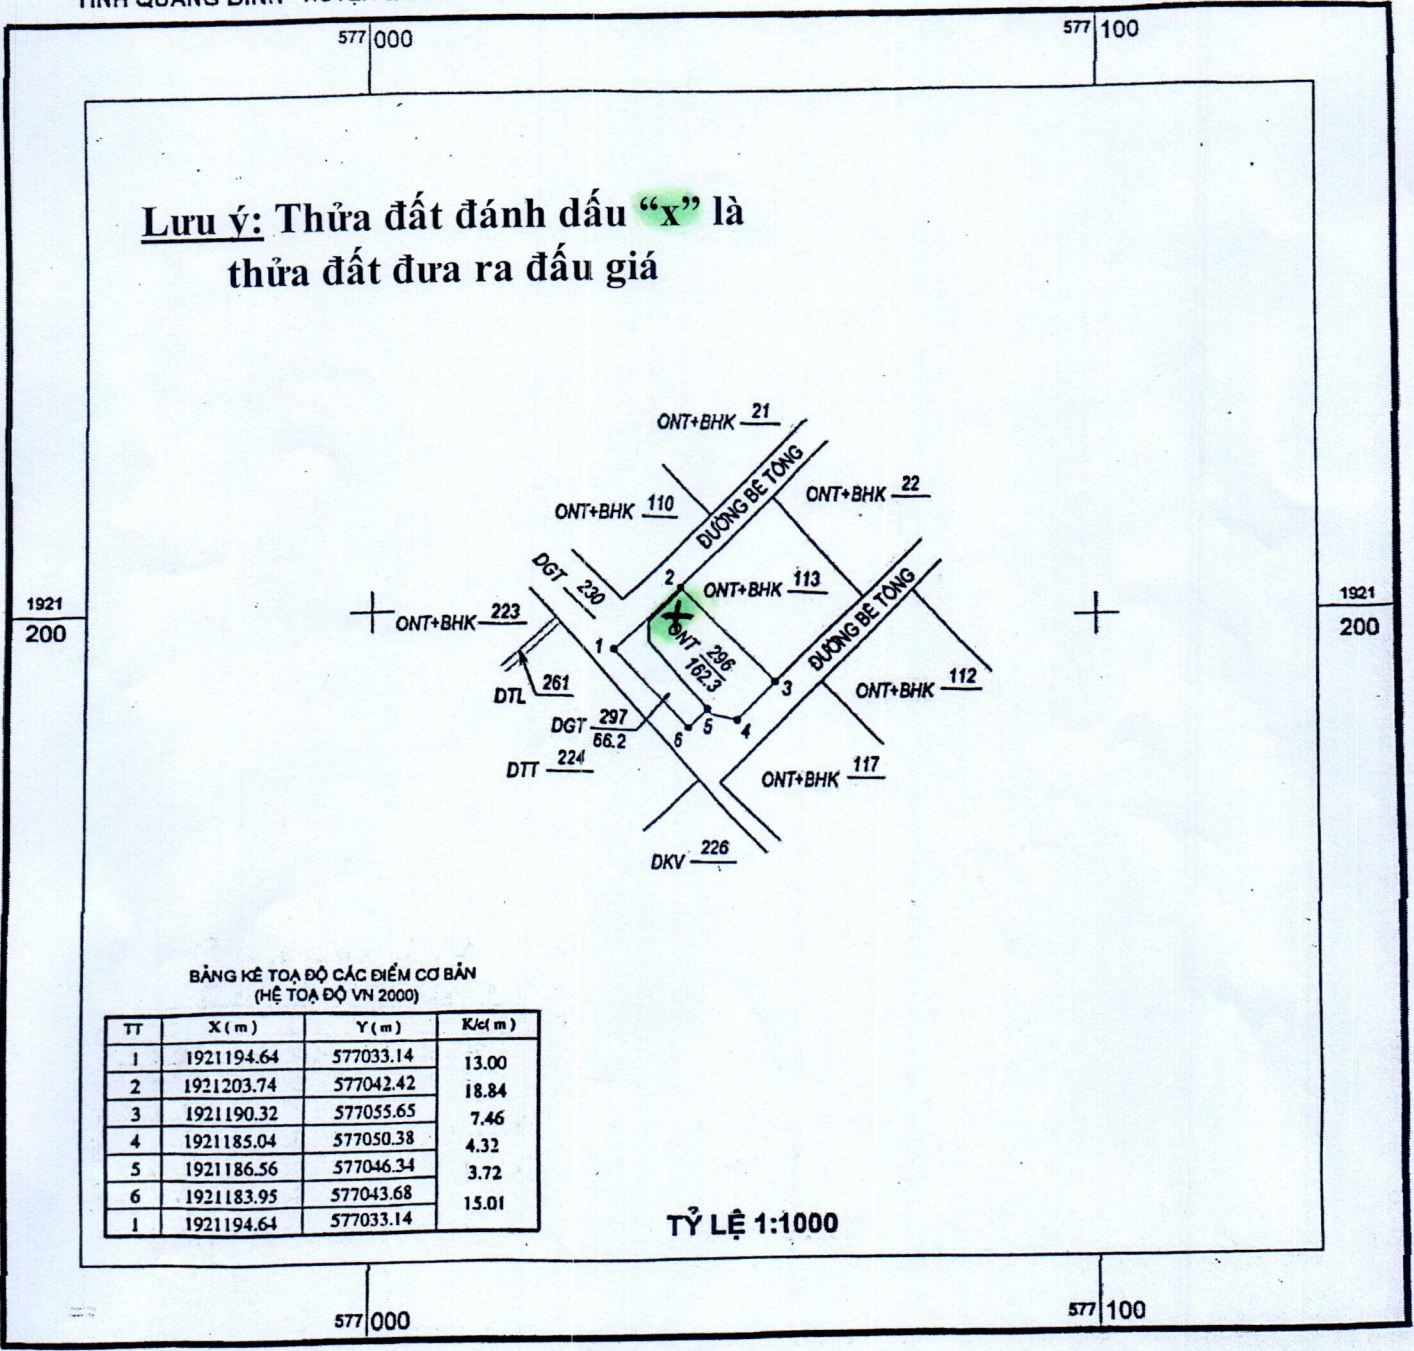 TỈNH QUẢNG BÌNH
577 000
577 100
Lưu ý: Thửa đất đánh dấu “x” là
thửa đất đưa ra đấu giá
ONT+BHK 21
ĐƯỜNG BÊ TÔNG
ONT+BHK 22
ONT+BHK 110
DGT 230
2
ONT+BHK 113
1921
200
ONT+BHK 223
1
ONT 296
162.3
ĐƯỜNG BÊ TÔNG
1921
200
DTL 261
3
ONT+BHK 112
DGT 297
66.2
6
5
4
DTT 224
ONT+BHK 117
DKV 226
BẢNG KÊ TOẠ ĐỘ CÁC ĐIỂM CƠ BẢN
(HỆ TOẠ ĐỘ VN 2000)
TT X ( m ) Y ( m ) K/c( m )
1 1921194.64 577033.14
13.00
2 1921203.74 577042.42
18.84
3 1921190.32 577055.65
7.46
4 1921185.04 577050.38
4.32
5 1921186.56 577046.34
3.72
6 1921183.95 577043.68
15.01
1 1921194.64 577033.14
TỶ LỆ 1:1000
577 000
577 100